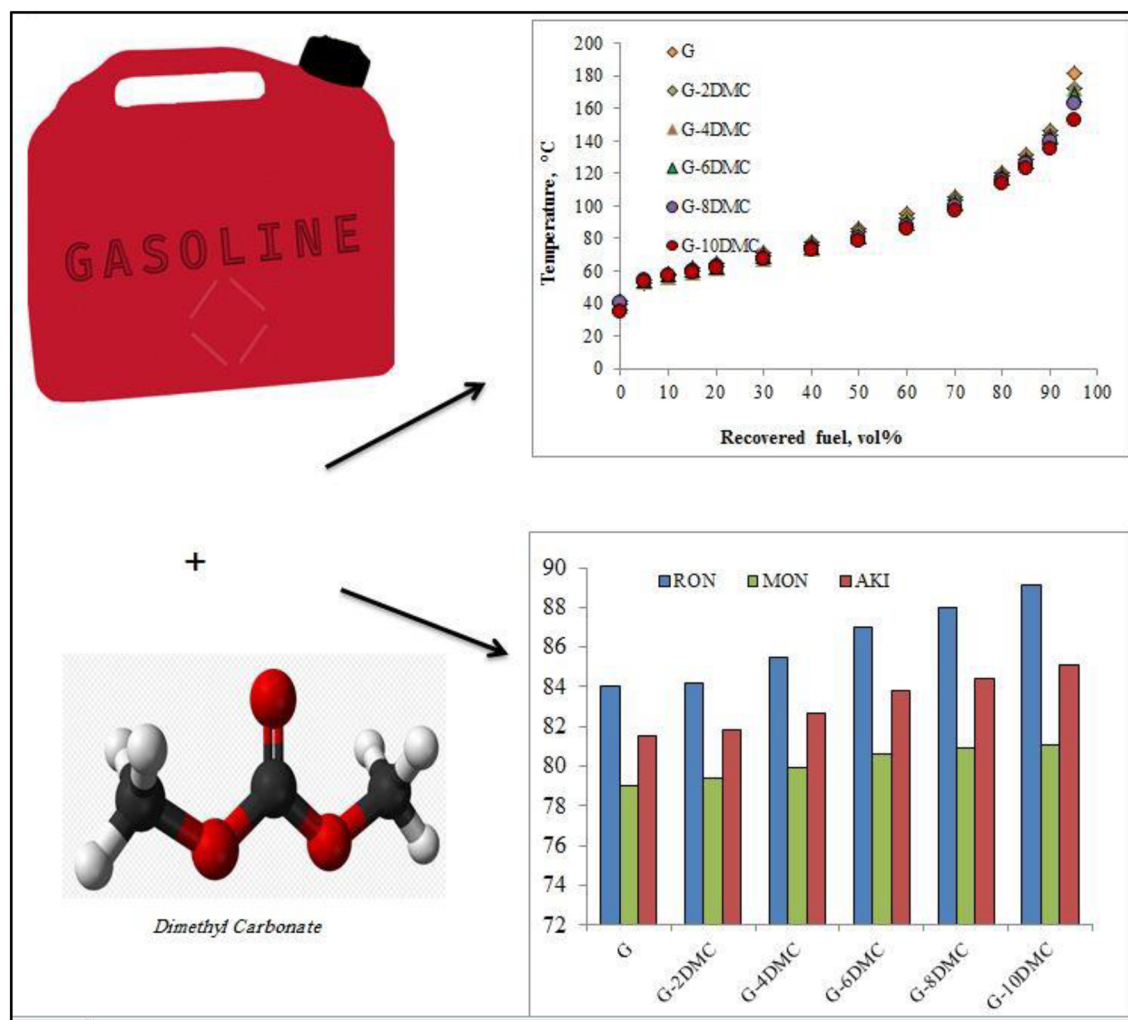 GASOLINE
+
Dimethyl Carbonate
200
180
160
140
120
100
80
60
40
20
0
Temperature, °C
G
G-2DMC
G-4DMC
G-6DMC
G-8DMC
G-10DMC
0 10 20 30 40 50 60 70 80 90 100
Recovered fuel, vol%
RON MON AKI
90
88
86
84
82
80
78
76
74
72
G G-2DMC G-4DMC G-6DMC G-8DMC G-10DMC